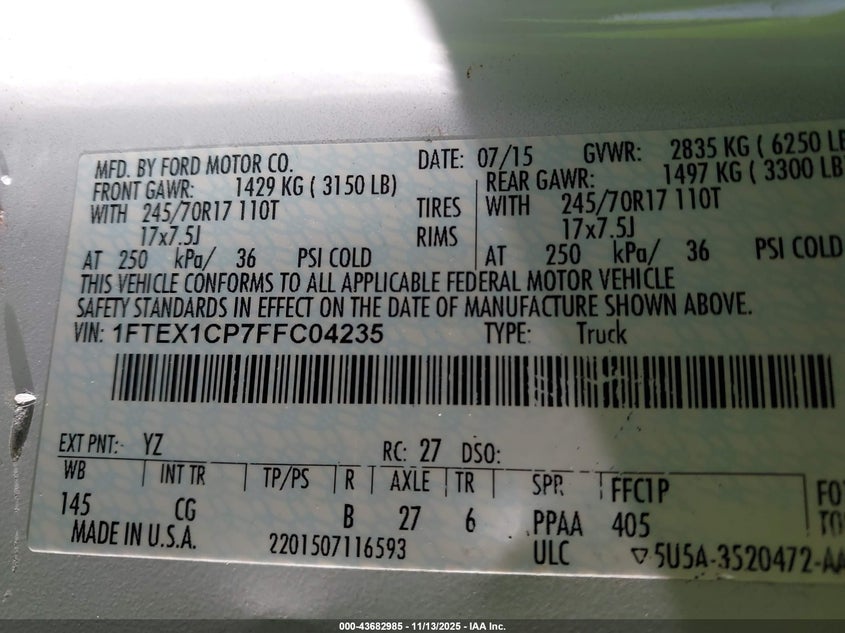 MFD. BY FORD MOTOR CO. DATE: 07/15 GVWR: 2835 KG ( 6250 LB
FRONT GAWR: 1429 KG ( 3150 LB) REAR GAWR: 1497 KG ( 3300 LB
WITH 245/70R17 110T TIRES WITH 245/70R17 110T
17x7.5J RIMS 17x7.5J
AT 250 kPa/ 36 PSI COLD AT 250 kPa/ 36 PSI COLD
THIS VEHICLE CONFORMS TO ALL APPLICABLE FEDERAL MOTOR VEHICLE
SAFETY STANDARDS IN EFFECT ON THE DATE OF MANUFACTURE SHOWN ABOVE.
VIN: 1FTEX1CP7FFC04235 TYPE: Truck
EXT PNT: YZ RC: 27 DSO:
WB INT TR TP/PS R AXLE TR SPR FFC1P
145 CG B 27 6 PPAA 405
MADE IN U.S.A. 2201507116593 ULC ▽5U5A-3520472-AA
000-43682985 - 11/13/2025 - IAA Inc.